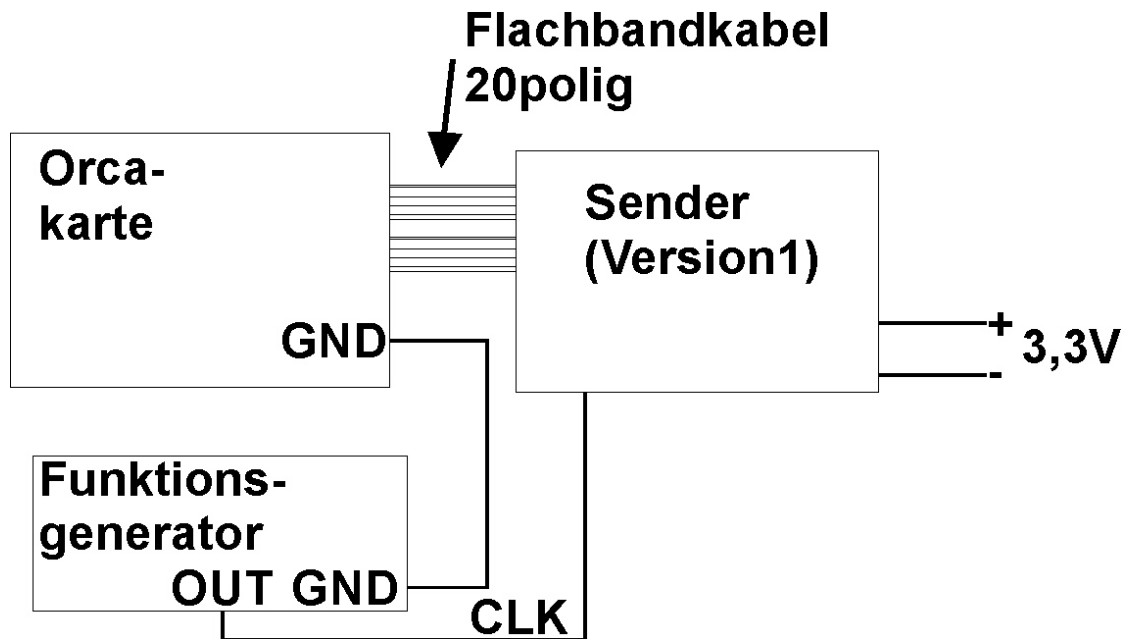 Flachbandkabel
20polig
Orca-
karte
Sender
(Version1)
GND
+
3,3V
-
Funktions-
generator
OUT GND
CLK